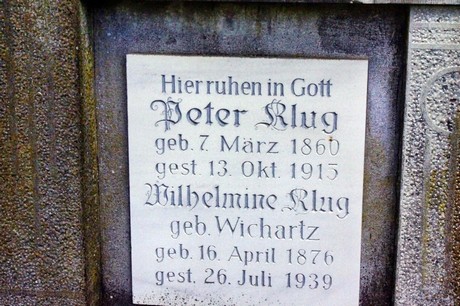 Hier ruhen in Gott
Peter Klug
geb. 7. März 1860
gest. 13. Okt. 1915
Wilhelmine Klug
geb. Wichartz
geb. 16. April 1876
gest. 26. Juli 1939